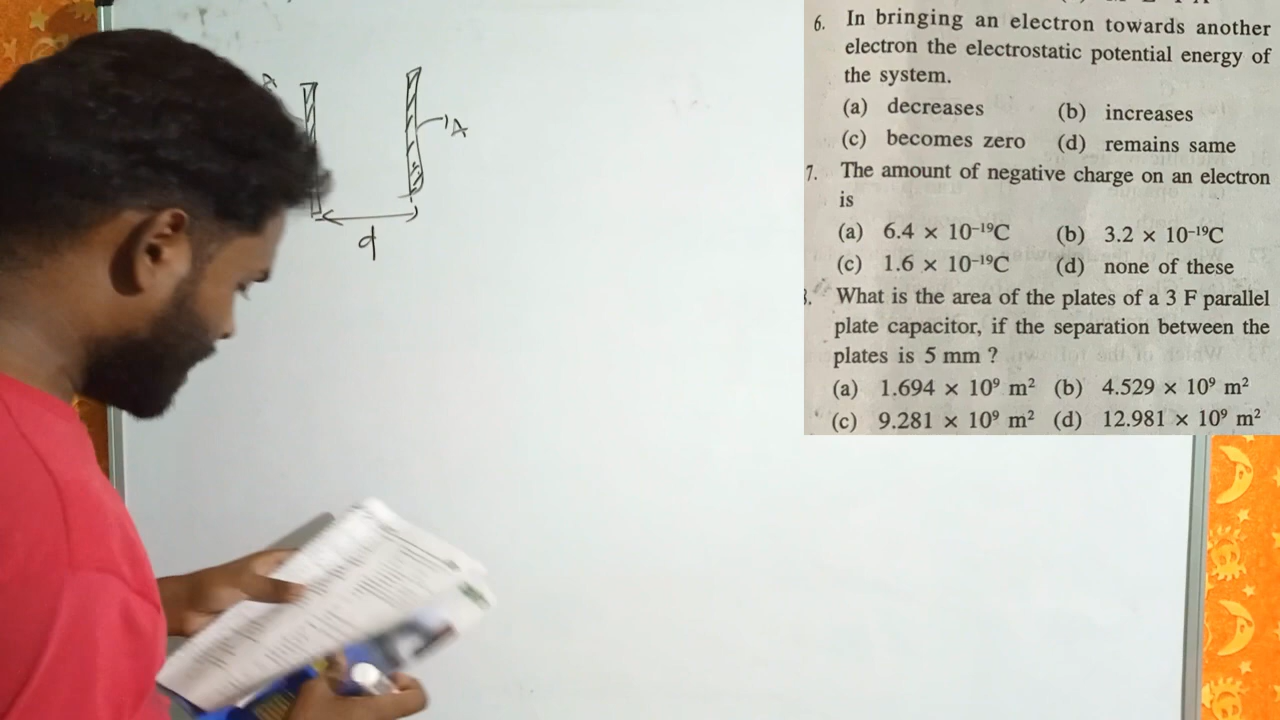 A
A
d
6. In bringing an electron towards another
electron the electrostatic potential energy of
the system.
(a) decreases (b) increases
(c) becomes zero (d) remains same
7. The amount of negative charge on an electron
is
(a) 6.4 × 10⁻¹⁹C (b) 3.2 × 10⁻¹⁹C
(c) 1.6 × 10⁻¹⁹C (d) none of these
What is the area of the plates of a 3 F parallel
plate capacitor, if the separation between the
plates is 5 mm ?
(a) 1.694 × 10⁹ m² (b) 4.529 × 10⁹ m²
(c) 9.281 × 10⁹ m² (d) 12.981 × 10⁹ m²